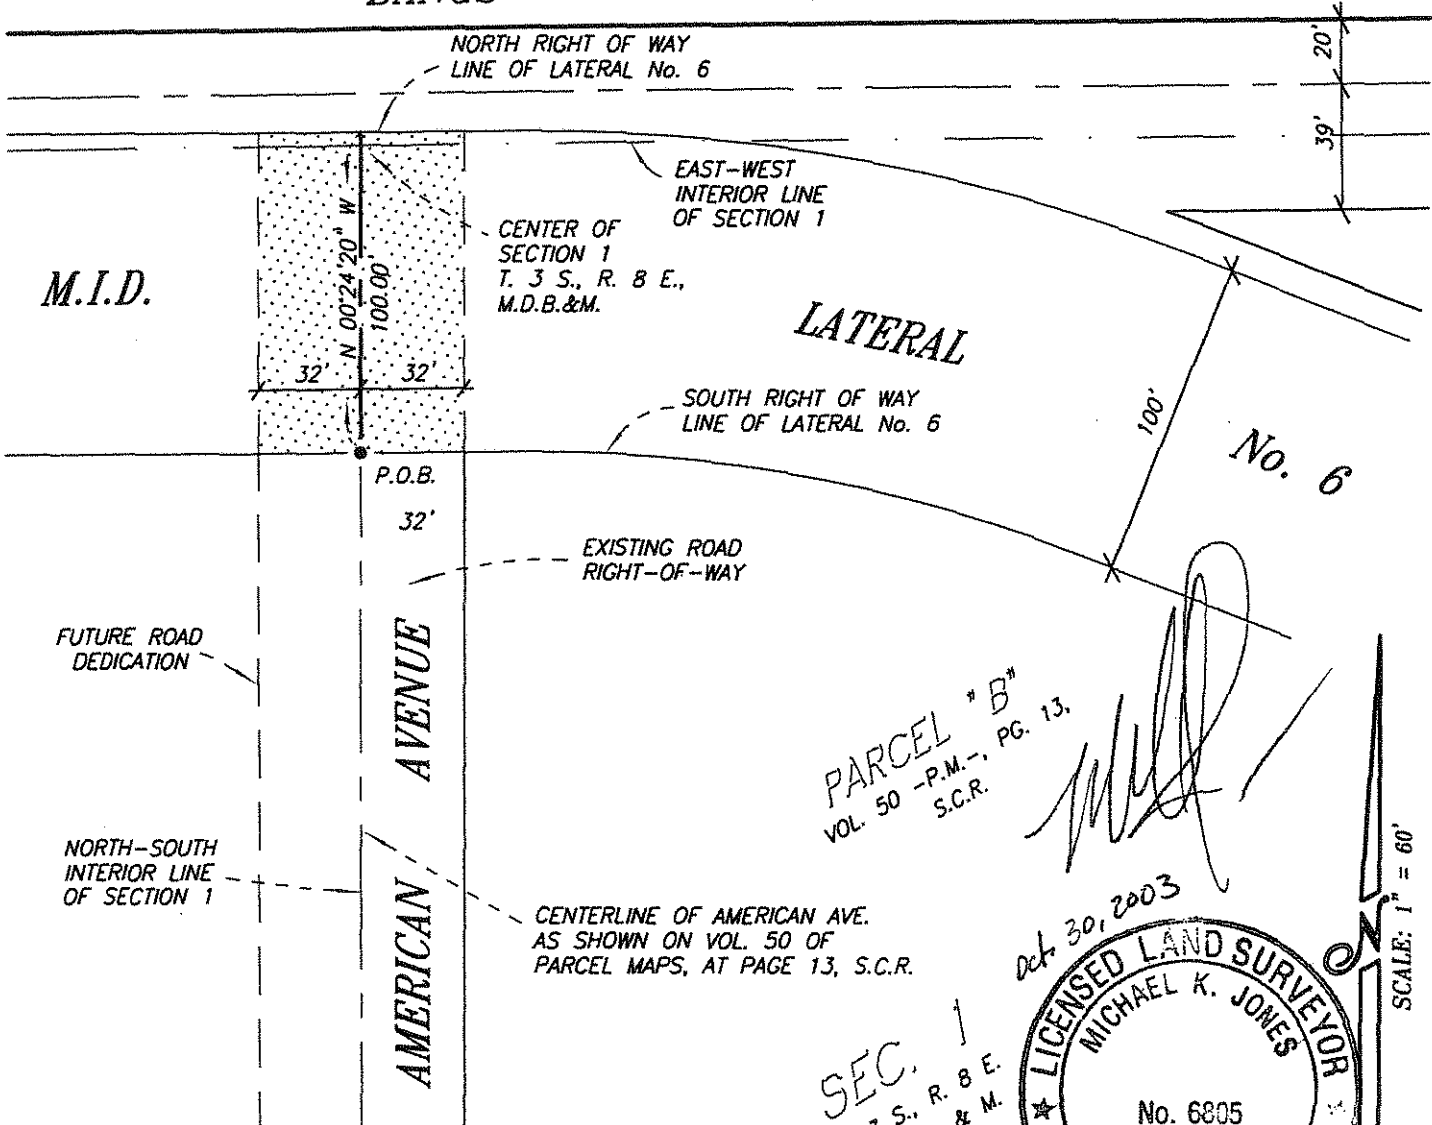 NORTH RIGHT OF WAY
LINE OF LATERAL No. 6
20'
39'
EAST-WEST
INTERIOR LINE
OF SECTION 1
CENTER OF
SECTION 1
T. 3 S., R. 8 E.,
M.D.B.&M.
M.I.D.
N 00°24'20" W
100.00'
32'
32'
LATERAL
No. 6
100'
SOUTH RIGHT OF WAY
LINE OF LATERAL No. 6
P.O.B.
32'
EXISTING ROAD
RIGHT-OF-WAY
FUTURE ROAD
DEDICATION
AMERICAN AVENUE
PARCEL "B"
VOL. 50 -P.M.-, PG. 13,
S.C.R.
NORTH-SOUTH
INTERIOR LINE
OF SECTION 1
CENTERLINE OF AMERICAN AVE.
AS SHOWN ON VOL. 50 OF
PARCEL MAPS, AT PAGE 13, S.C.R.
Oct. 30, 2003
LICENSED LAND SURVEYOR
MICHAEL K. JONES
No. 6805
SEC. 1
S., R. 8 E.
& M.
N
SCALE: 1" = 60'